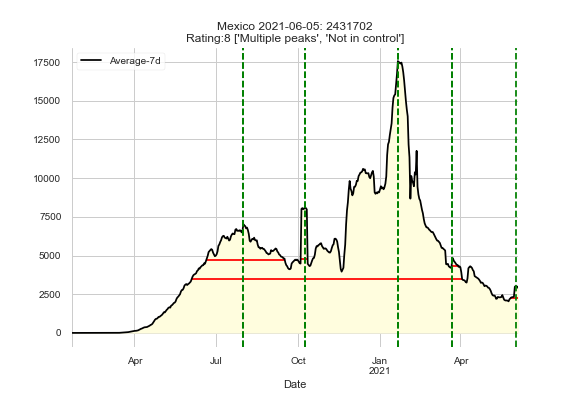 Mexico 2021-06-05: 2431702
Rating:8 ['Multiple peaks', 'Not in control']
Average-7d
17500
15000
12500
10000
7500
5000
2500
0
Apr
Jul
Oct
Jan
2021
Apr
Date